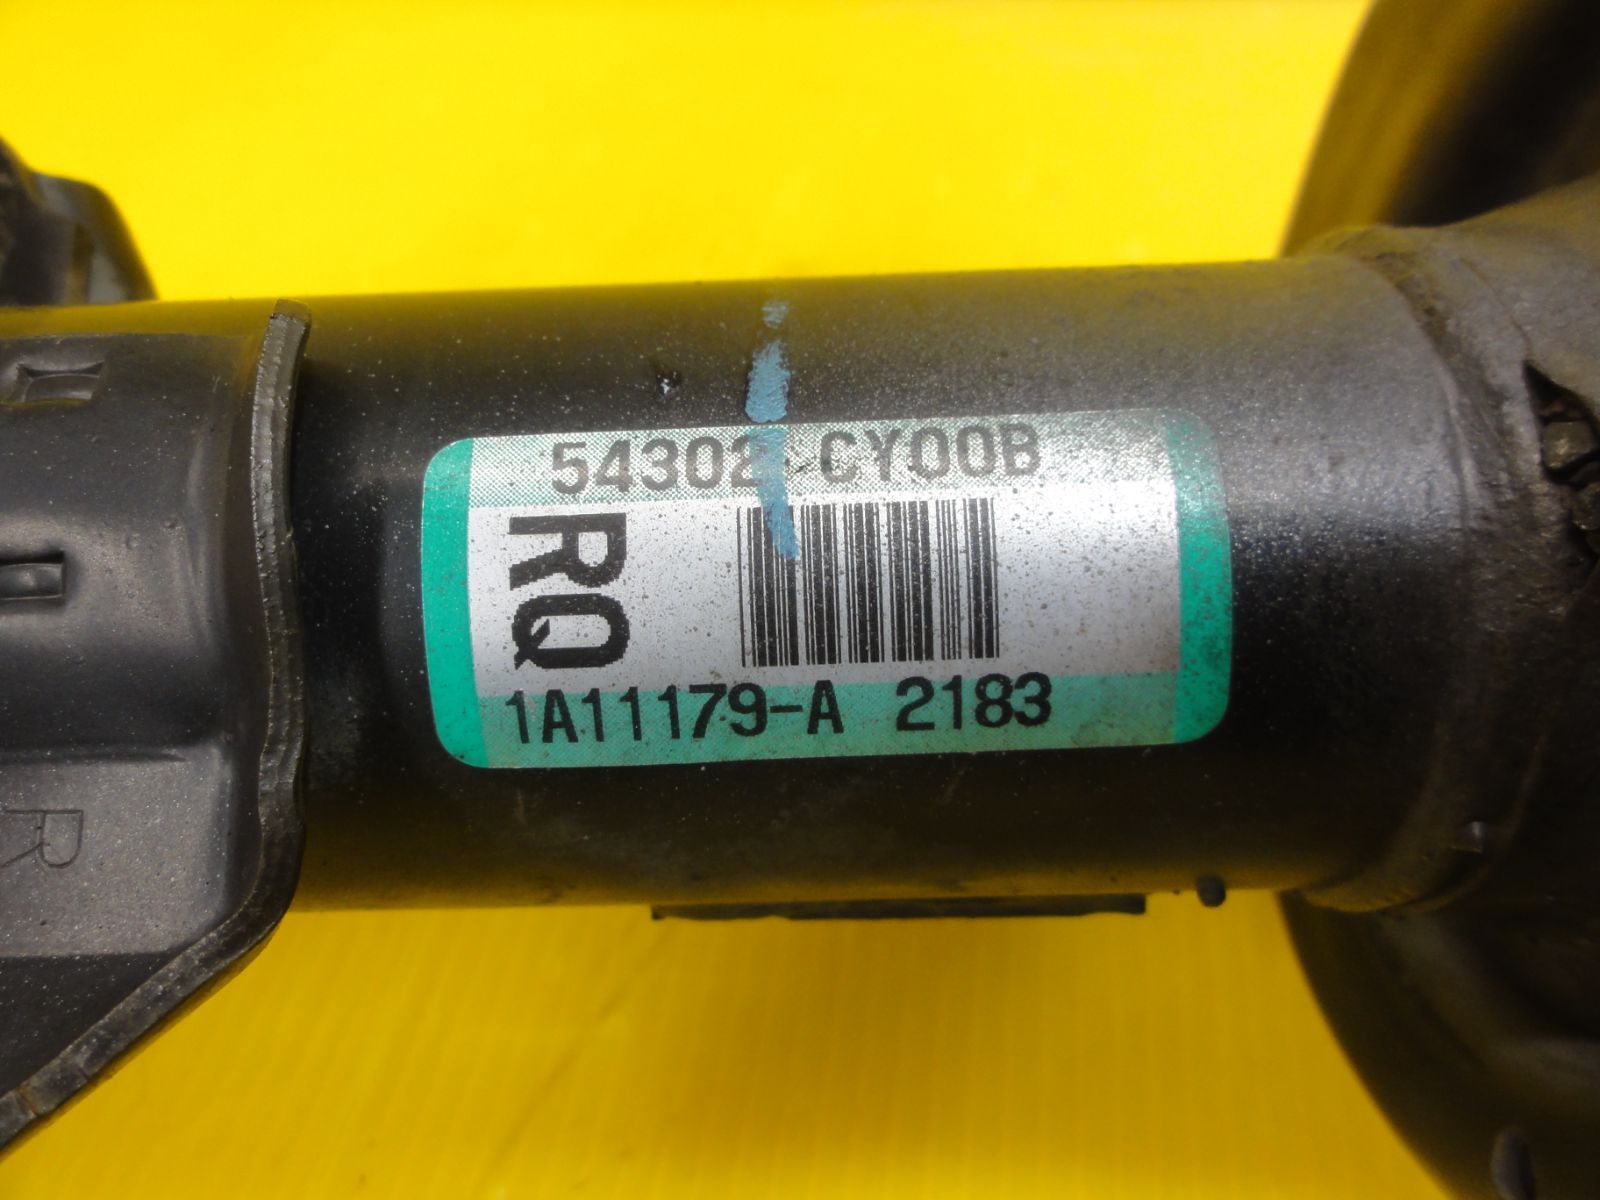 54302-CY00B
RQ
1A11179-A 2183
R